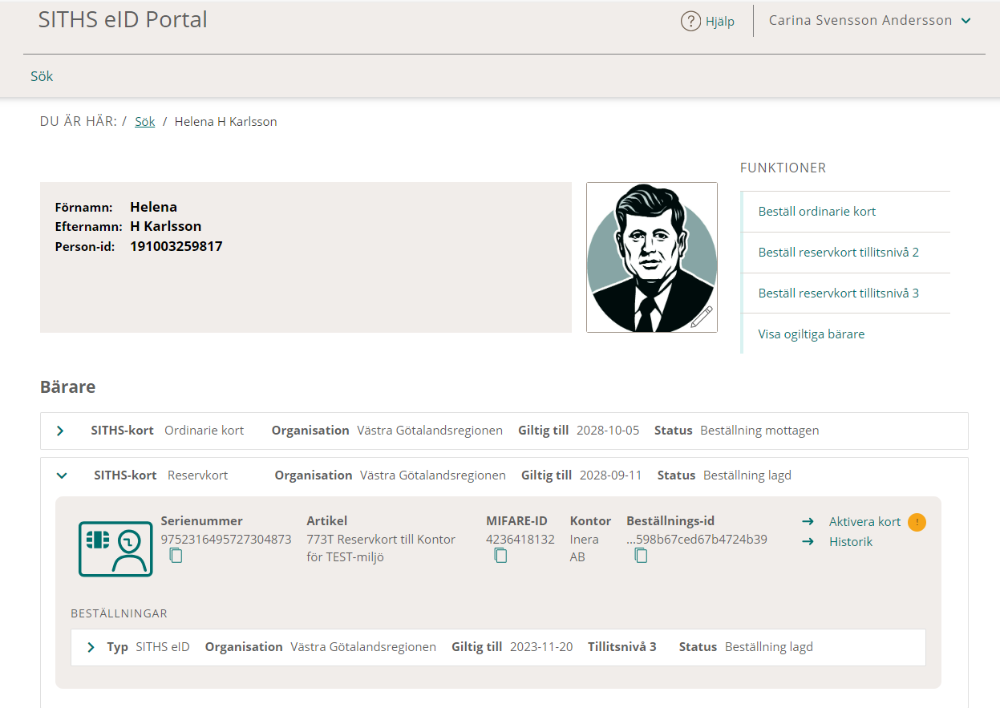 SITHS eID Portal
? Hjälp
Carina Svensson Andersson
Sök
DU ÄR HÄR: / Sök / Helena H Karlsson
FUNKTIONER
Beställ ordinarie kort
Beställ reservkort tillitsnivå 2
Beställ reservkort tillitsnivå 3
Visa ogiltiga bärare
Förnamn: Helena
Efternamn: H Karlsson
Person-id: 191003259817
Bärare
SITHS-kort Ordinarie kort Organisation Västra Götalandsregionen Giltig till 2028-10-05 Status Beställning mottagen
SITHS-kort Reservkort Organisation Västra Götalandsregionen Giltig till 2028-09-11 Status Beställning lagd
Serienummer Artikel MIFARE-ID Kontor Beställnings-id
9752316495727304873 773T Reservkort till Kontor 4236418132 Inera ...598b67ced67b4724b39
för TEST-miljö AB
Aktivera kort !
Historik
BESTÄLLNINGAR
Typ SITHS eID Organisation Västra Götalandsregionen Giltig till 2023-11-20 Tillitsnivå 3 Status Beställning lagd